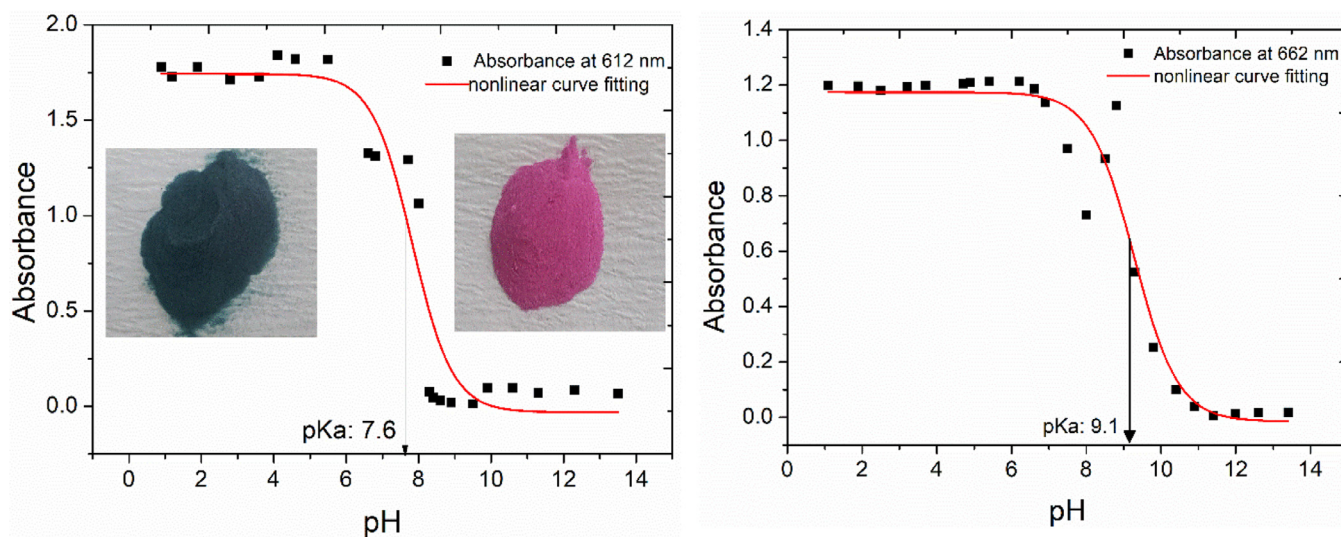 2.0
1.5
1.0
0.5
0.0
Absorbance
Absorbance at 612 nm
nonlinear curve fitting
pKa: 7.6
0 2 4 6 8 10 12 14
pH
1.4
1.2
1.0
0.8
0.6
0.4
0.2
0.0
Absorbance
Absorbance at 662 nm
nonlinear curve fitting
pKa: 9.1
0 2 4 6 8 10 12 14
pH